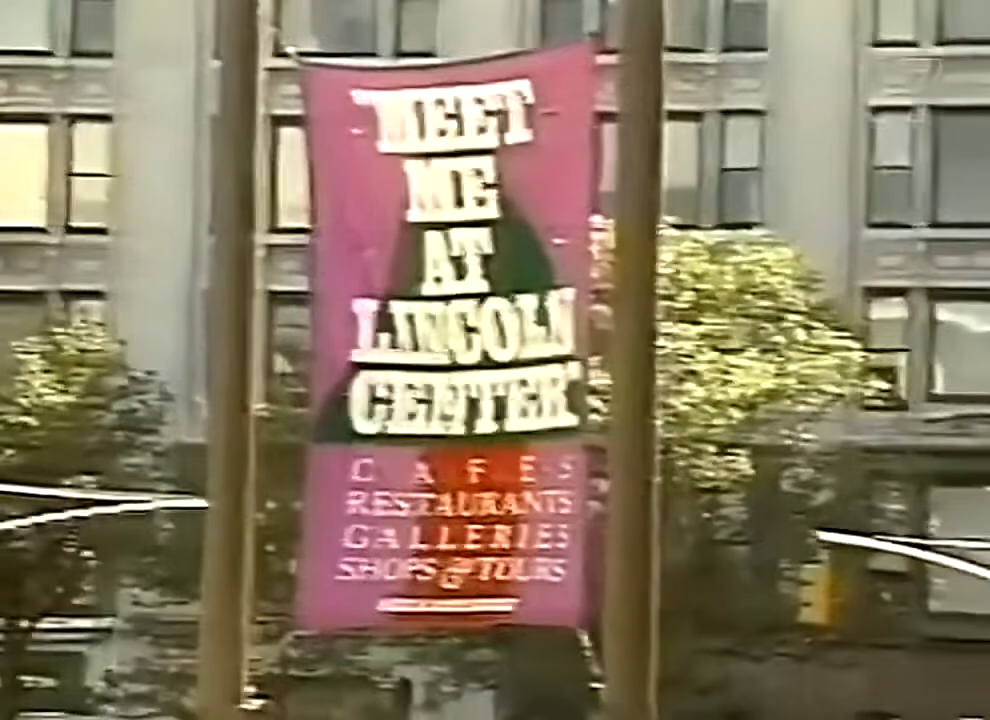 "MEET
ME
AT
LINCOLN
CENTER"
CAFES
RESTAURANTS
GALLERIES
SHOPS & TOURS